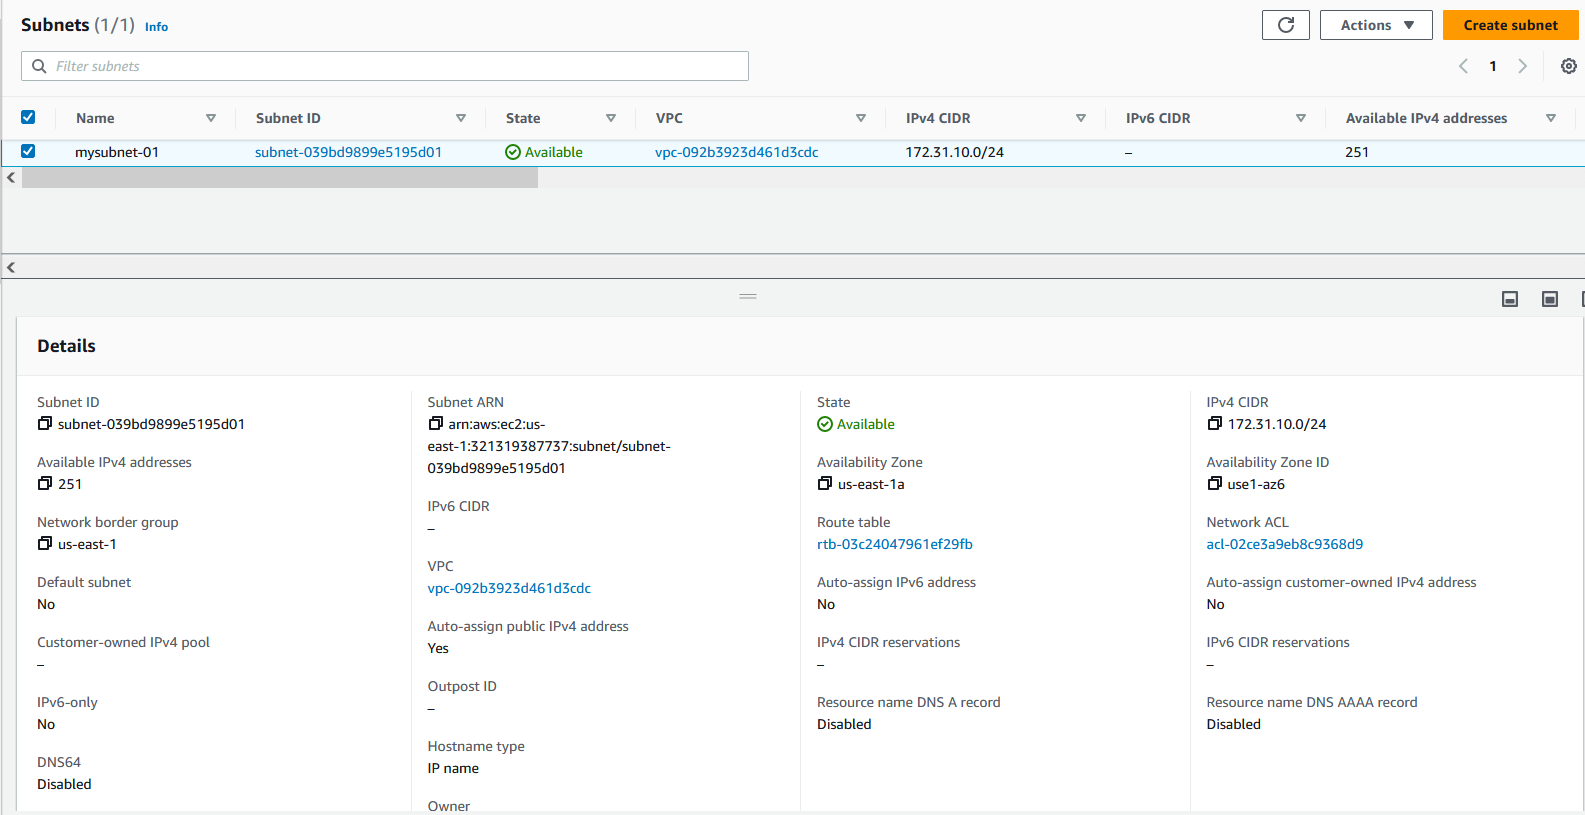 Subnets (1/1) Info
Actions
Create subnet
Filter subnets
1
Name Subnet ID State VPC IPv4 CIDR IPv6 CIDR Available IPv4 addresses
mysubnet-01 subnet-039bd9899e5195d01 Available vpc-092b3923d461d3cdc 172.31.10.0/24 – 251
Details
Subnet ID
subnet-039bd9899e5195d01
Available IPv4 addresses
251
Network border group
us-east-1
Default subnet
No
Customer-owned IPv4 pool
–
IPv6-only
No
DNS64
Disabled
Subnet ARN
arn:aws:ec2:us-
east-1:321319387737:subnet/subnet-
039bd9899e5195d01
IPv6 CIDR
–
VPC
vpc-092b3923d461d3cdc
Auto-assign public IPv4 address
Yes
Outpost ID
–
Hostname type
IP name
Owner
State
Available
Availability Zone
us-east-1a
Route table
rtb-03c24047961ef29fb
Auto-assign IPv6 address
No
IPv4 CIDR reservations
–
Resource name DNS A record
Disabled
IPv4 CIDR
172.31.10.0/24
Availability Zone ID
use1-az6
Network ACL
acl-02ce3a9eb8c9368d9
Auto-assign customer-owned IPv4 address
No
IPv6 CIDR reservations
–
Resource name DNS AAAA record
Disabled